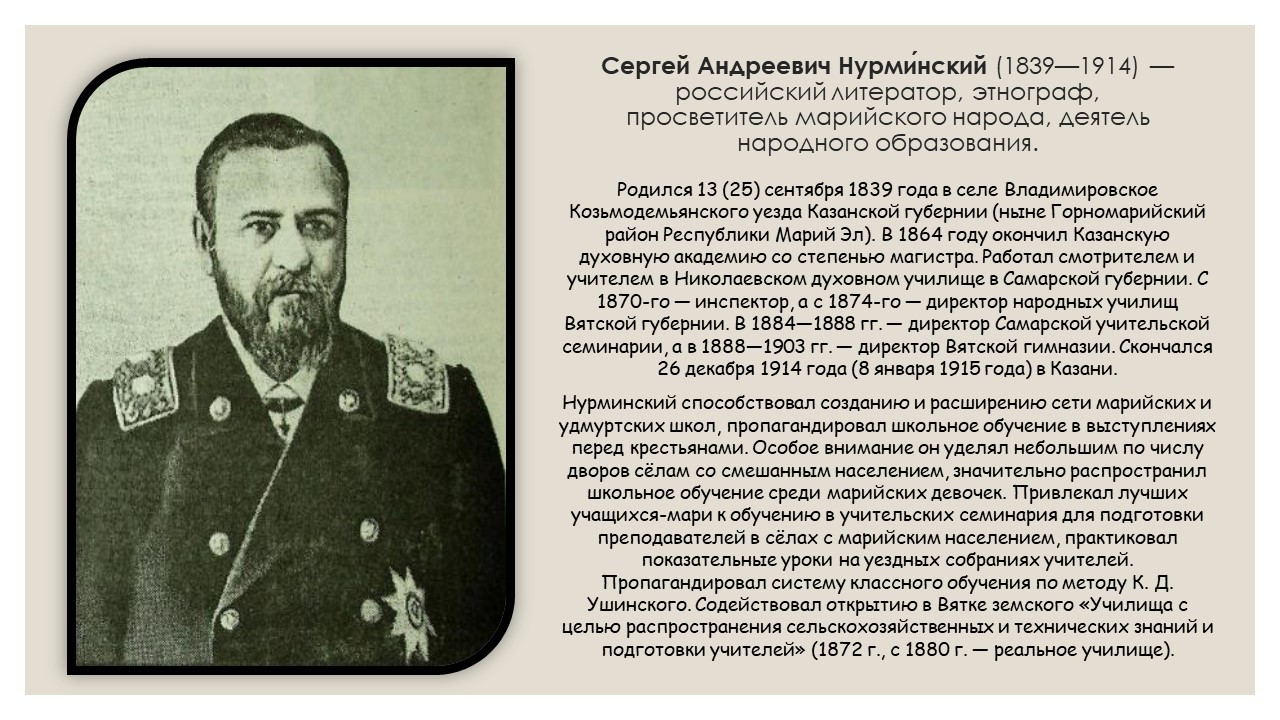 Сергей Андреевич Нурми́нский (1839—1914) —
российский литератор, этнограф,
просветитель марийского народа, деятель
народного образования.
Родился 13 (25) сентября 1839 года в селе Владимировское
Козьмодемьянского уезда Казанской губернии (ныне Горномарийский
район Республики Марий Эл). В 1864 году окончил Казанскую
духовную академию со степенью магистра. Работал смотрителем и
учителем в Николаевском духовном училище в Самарской губернии. С
1870-го — инспектор, а с 1874-го — директор народных училищ
Вятской губернии. В 1884—1888 гг. — директор Самарской учительской
семинарии, а в 1888—1903 гг. — директор Вятской гимназии. Скончался
26 декабря 1914 года (8 января 1915 года) в Казани.
Нурминский способствовал созданию и расширению сети марийских и
удмуртских школ, пропагандировал школьное обучение в выступлениях
перед крестьянами. Особое внимание он уделял небольшим по числу
дворов сёлам со смешанным населением, значительно распространил
школьное обучение среди марийских девочек. Привлекал лучших
учащихся-мари к обучению в учительских семинария для подготовки
преподавателей в сёлах с марийским населением, практиковал
показательные уроки на уездных собраниях учителей.
Пропагандировал систему классного обучения по методу К. Д.
Ушинского. Содействовал открытию в Вятке земского «Училища с
целью распространения сельскохозяйственных и технических знаний и
подготовки учителей» (1872 г., с 1880 г. — реальное училище).